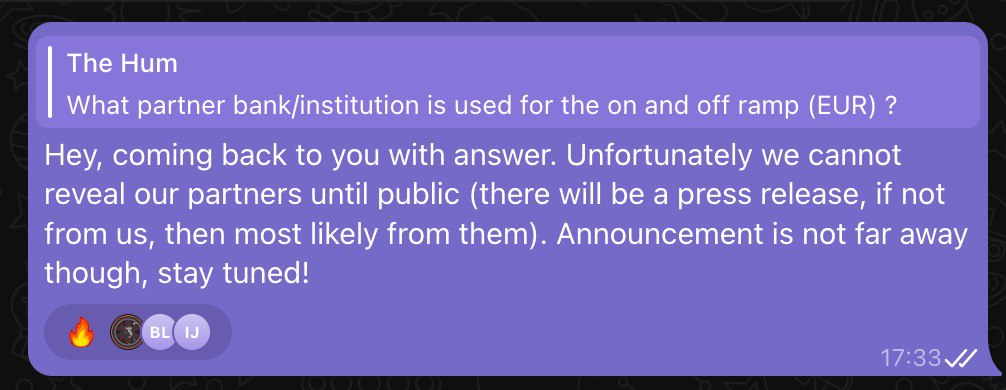 The Hum
What partner bank/institution is used for the on and off ramp (EUR) ?
Hey, coming back to you with answer. Unfortunately we cannot
reveal our partners until public (there will be a press release, if not
from us, then most likely from them). Announcement is not far away
though, stay tuned!
3 BL IJ
17:33